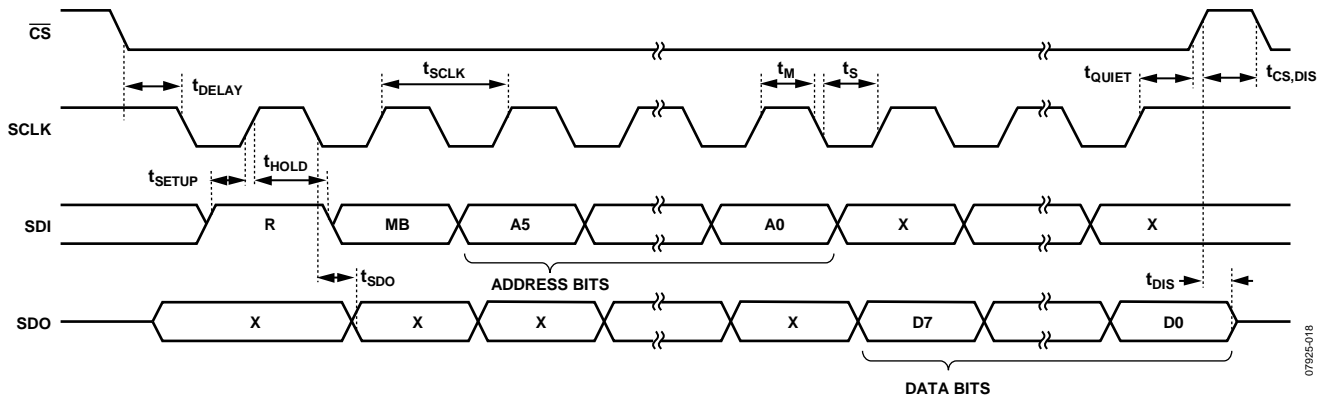 CS
tDELAY
tSCLK
tM
tS
tQUIET
tCS,DIS
SCLK
tSETUP
tHOLD
SDI
R
MB
A5
A0
X
X
tSDO
ADDRESS BITS
tDIS
SDO
X
X
X
X
D7
D0
DATA BITS
07925-018